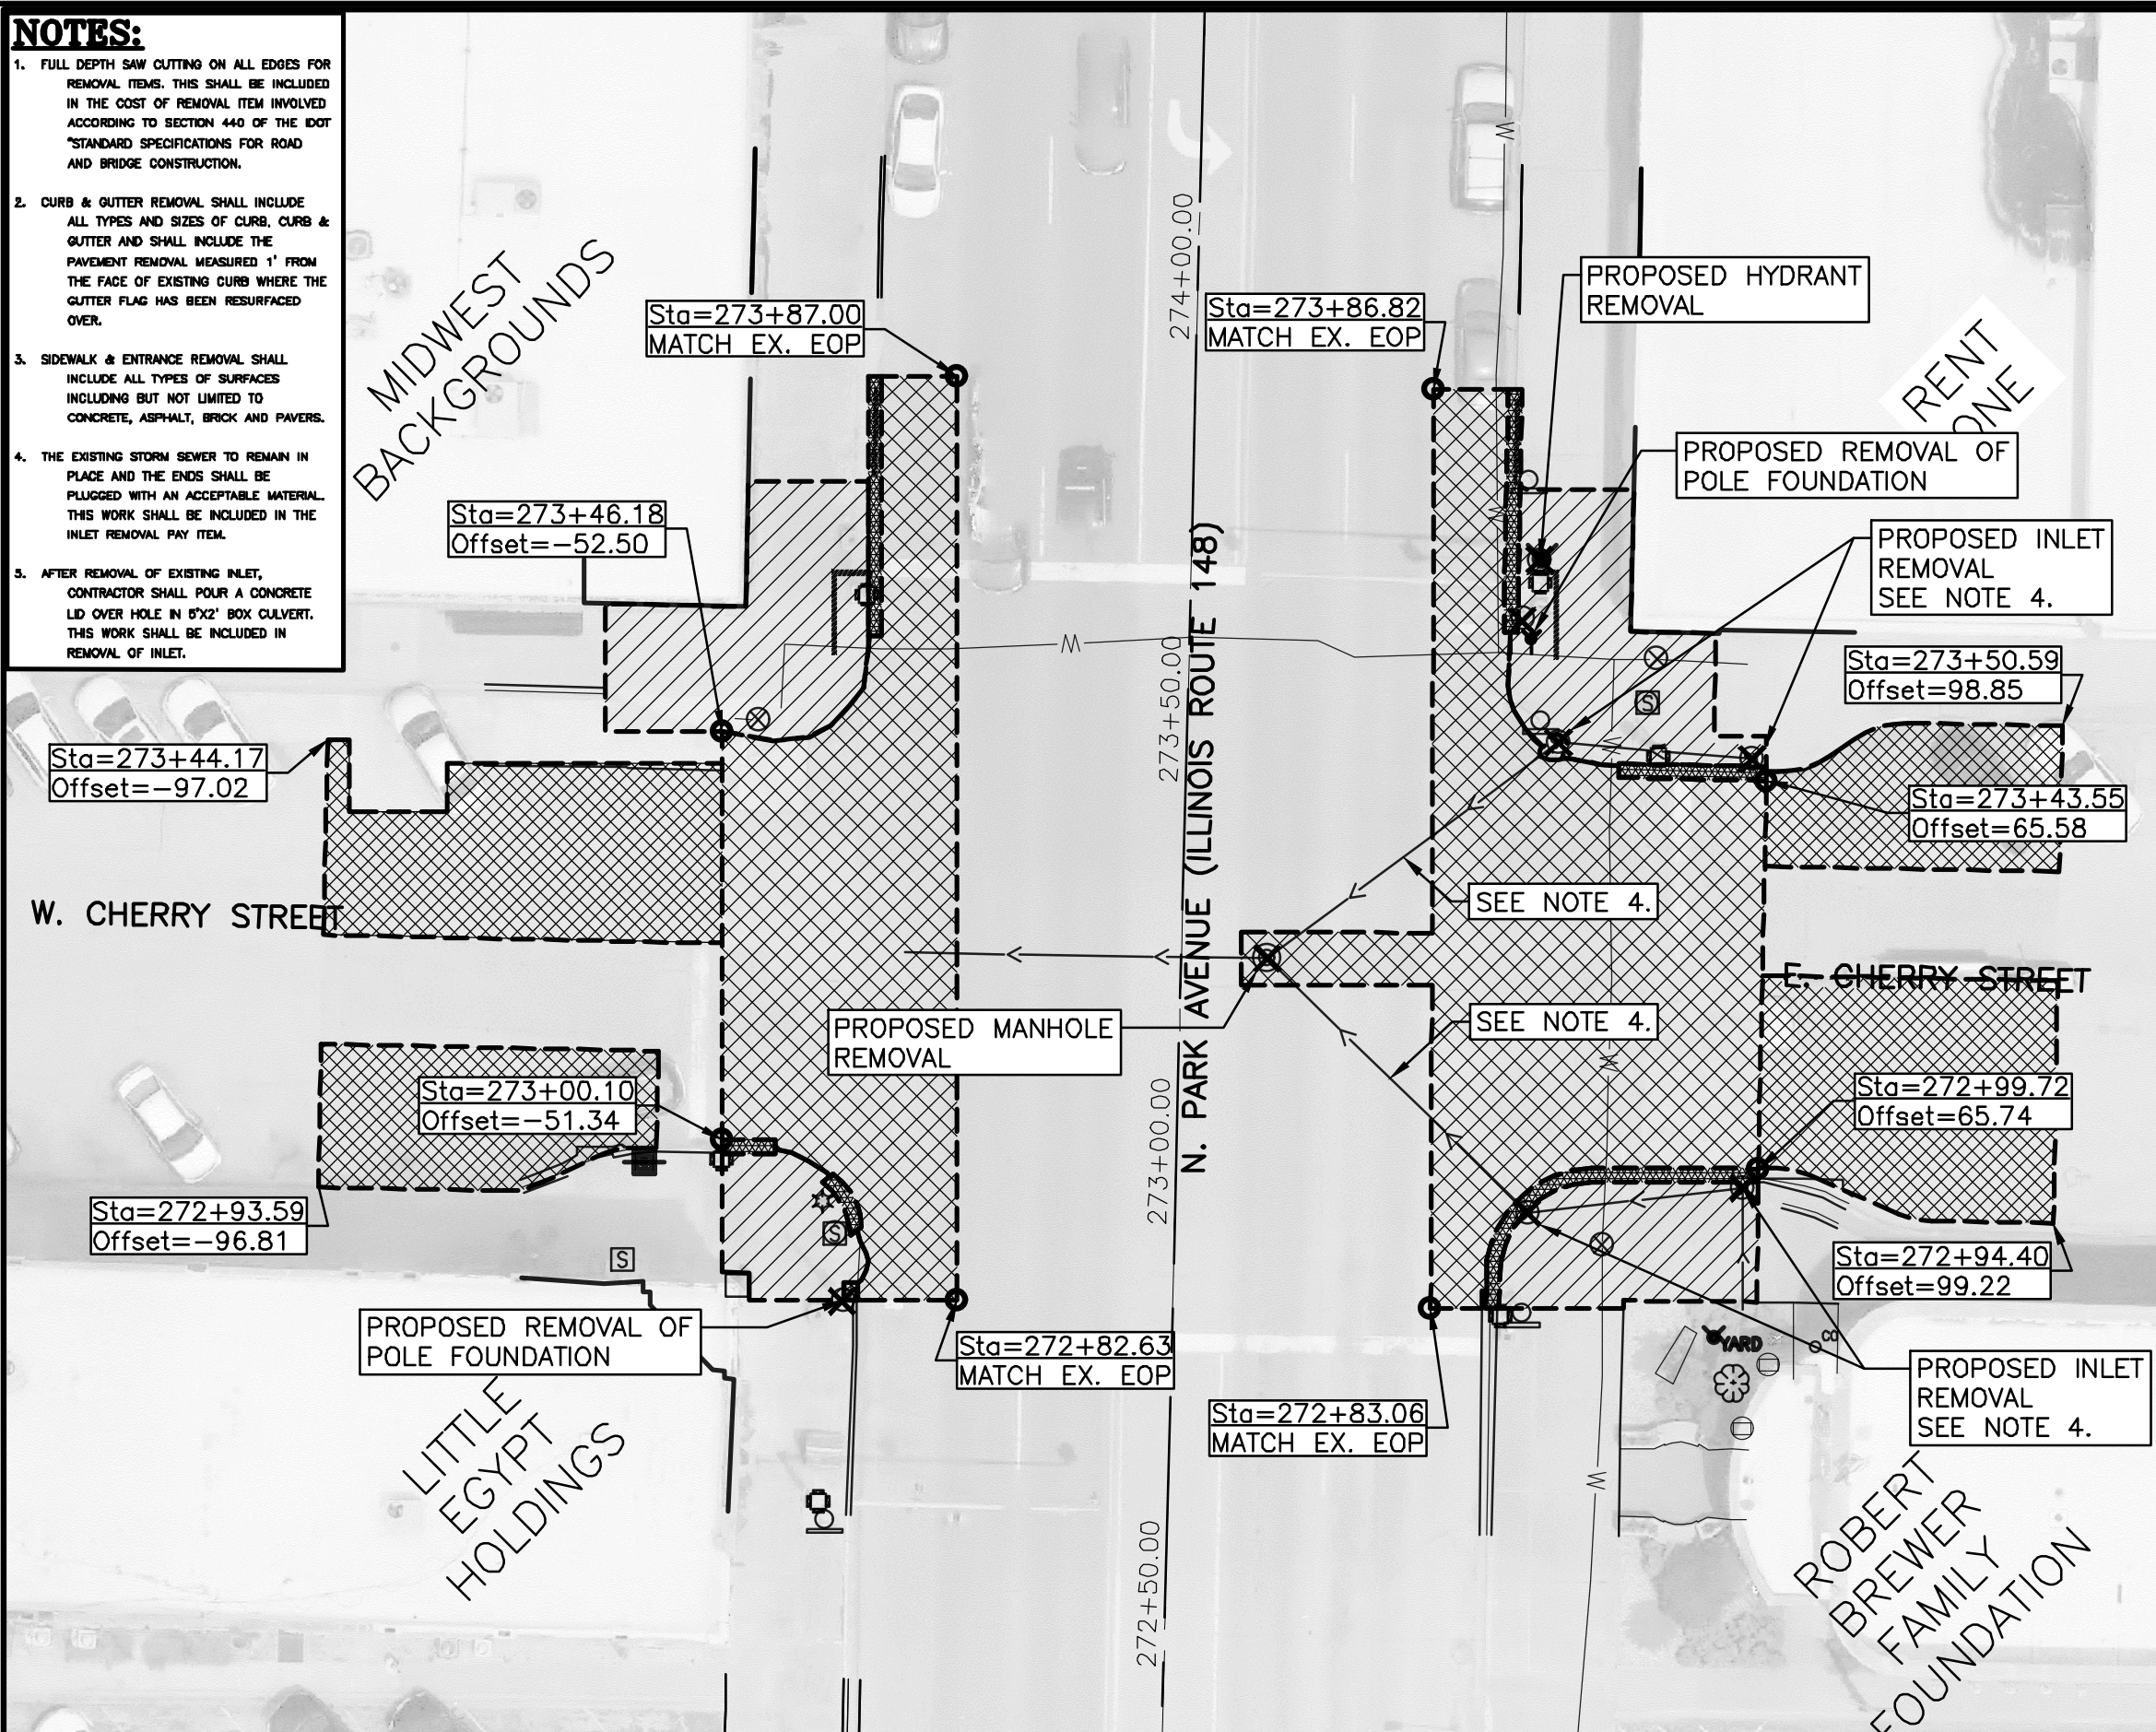 NOTES:
1. FULL DEPTH SAW CUTTING ON ALL EDGES FOR
REMOVAL ITEMS. THIS SHALL BE INCLUDED
IN THE COST OF REMOVAL ITEM INVOLVED
ACCORDING TO SECTION 440 OF THE IDOT
"STANDARD SPECIFICATIONS FOR ROAD
AND BRIDGE CONSTRUCTION.
2. CURB & GUTTER REMOVAL SHALL INCLUDE
ALL TYPES AND SIZES OF CURB, CURB &
GUTTER AND SHALL INCLUDE THE
PAVEMENT REMOVAL MEASURED 1' FROM
THE FACE OF EXISTING CURB WHERE THE
GUTTER FLAG HAS BEEN RESURFACED
OVER.
3. SIDEWALK & ENTRANCE REMOVAL SHALL
INCLUDE ALL TYPES OF SURFACES
INCLUDING BUT NOT LIMITED TO
CONCRETE, ASPHALT, BRICK AND PAVERS.
4. THE EXISTING STORM SEWER TO REMAIN IN
PLACE AND THE ENDS SHALL BE
PLUGGED WITH AN ACCEPTABLE MATERIAL.
THIS WORK SHALL BE INCLUDED IN THE
INLET REMOVAL PAY ITEM.
5. AFTER REMOVAL OF EXISTING INLET,
CONTRACTOR SHALL POUR A CONCRETE
LID OVER HOLE IN 5'X2' BOX CULVERT.
THIS WORK SHALL BE INCLUDED IN
REMOVAL OF INLET.
MIDWEST
BACKGROUNDS
Sta=273+87.00
MATCH EX. EOP
274+00.00
Sta=273+86.82
MATCH EX. EOP
W
PROPOSED HYDRANT
REMOVAL
RENT
ONE
PROPOSED REMOVAL OF
POLE FOUNDATION
Sta=273+46.18
Offset=-52.50
W
PROPOSED INLET
REMOVAL
SEE NOTE 4.
W
273+50.00
Sta=273+50.59
Offset=98.85
S
Sta=273+44.17
Offset=-97.02
W
Sta=273+43.55
Offset=65.58
N. PARK AVENUE (ILLINOIS ROUTE 148)
SEE NOTE 4.
W. CHERRY STREET
E. CHERRY STREET
PROPOSED MANHOLE
REMOVAL
SEE NOTE 4.
W
Sta=273+00.10
Offset=-51.34
273+00.00
Sta=272+99.72
Offset=65.74
Sta=272+93.59
Offset=-96.81
S
S
Sta=272+94.40
Offset=99.22
PROPOSED REMOVAL OF
POLE FOUNDATION
Sta=272+82.63
MATCH EX. EOP
YARD
CO
PROPOSED INLET
REMOVAL
SEE NOTE 4.
Sta=272+83.06
MATCH EX. EOP
LITTLE
EGYPT
HOLDINGS
W
272+50.00
ROBERT
BREWER
FAMILY
FOUNDATION